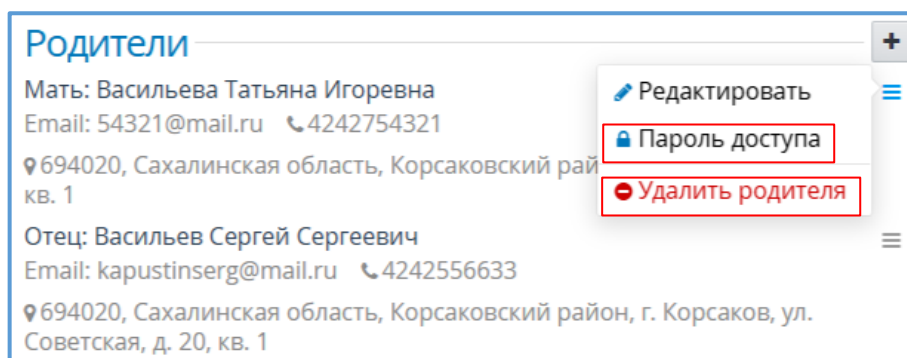 Родители
Мать: Васильева Татьяна Игоревна
Редактировать
Email: 54321@mail.ru 4242754321
Пароль доступа
694020, Сахалинская область, Корсаковский рай
кв. 1
Удалить родителя
Отец: Васильев Сергей Сергеевич
Email: kapustinserg@mail.ru 4242556633
694020, Сахалинская область, Корсаковский район, г. Корсаков, ул.
Советская, д. 20, кв. 1